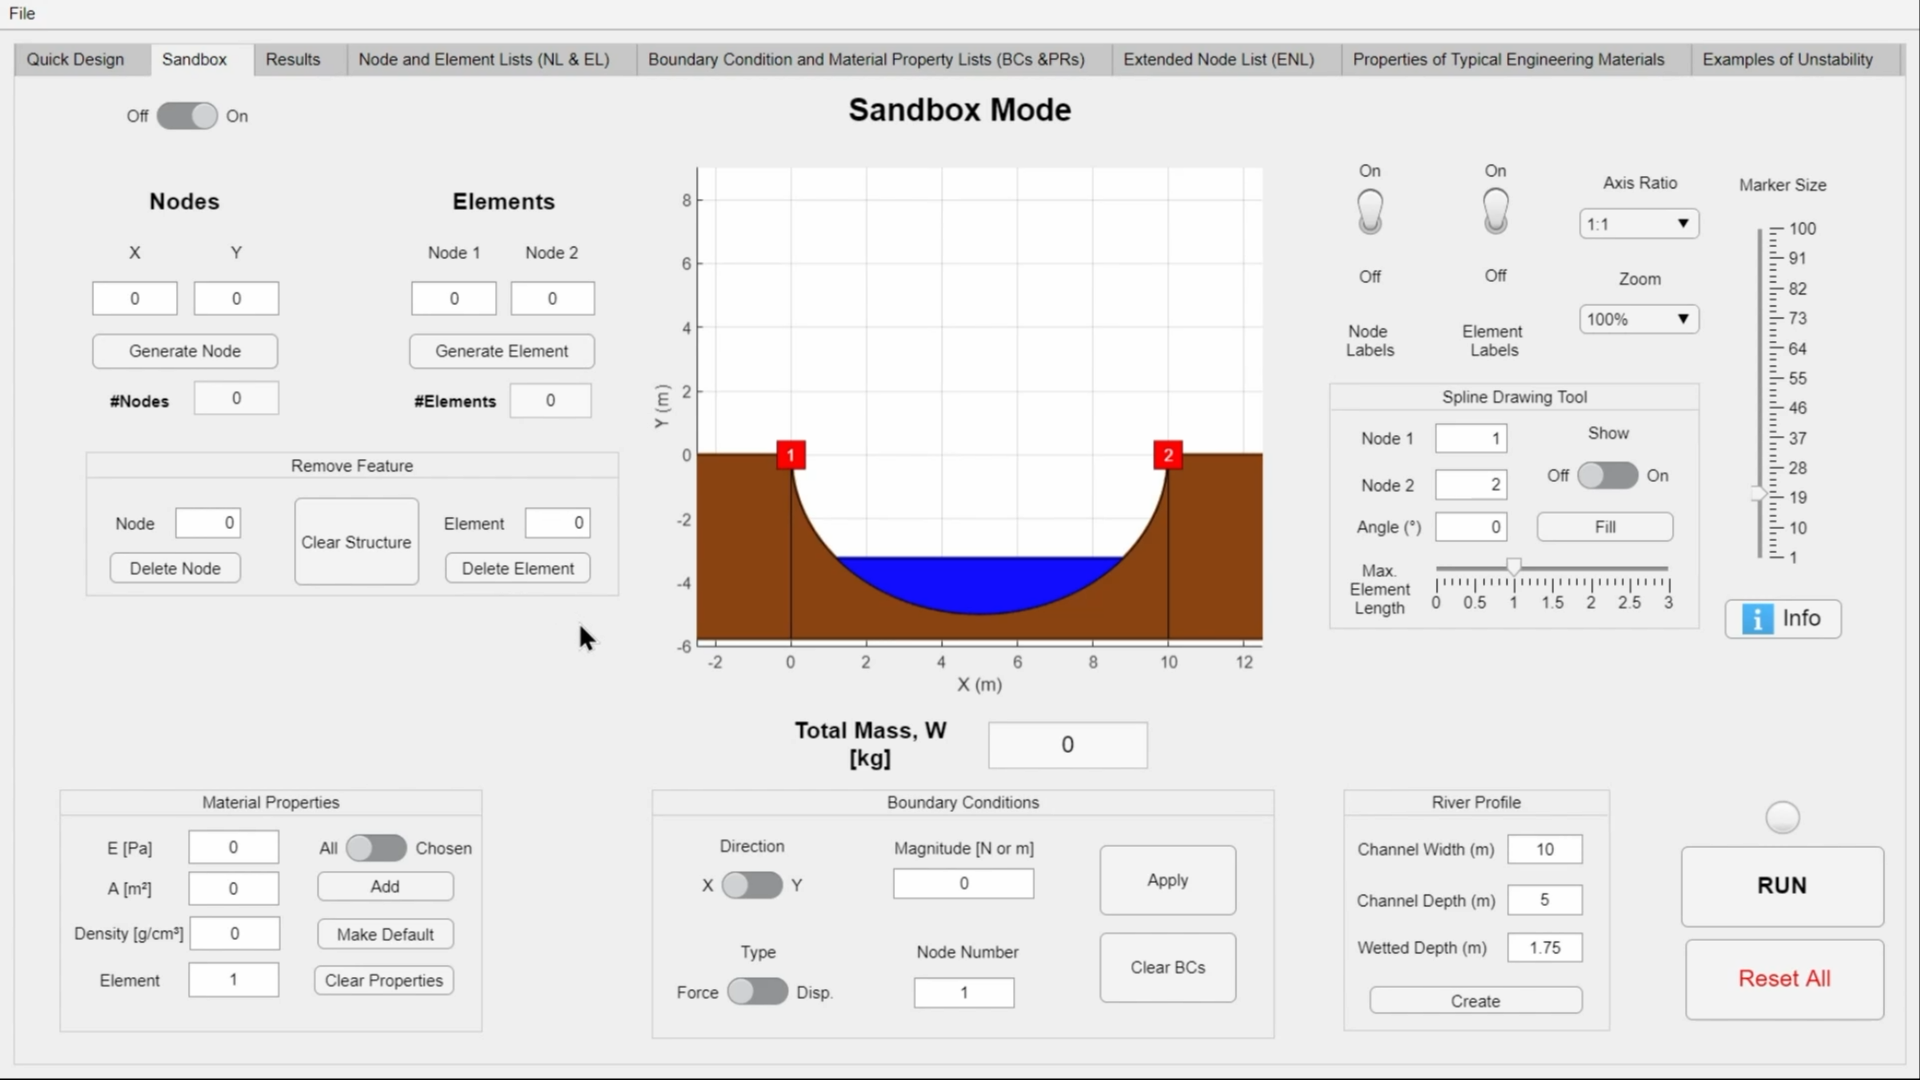 File
Quick Design Sandbox Results Node and Element Lists (NL & EL) Boundary Condition and Material Property Lists (BCs &PRs) Extended Node List (ENL) Properties of Typical Engineering Materials Examples of Unstability
Off On
Sandbox Mode
Nodes
X Y
0 0
Generate Node
#Nodes 0
Elements
Node 1 Node 2
0 0
Generate Element
#Elements 0
Remove Feature
Node 0
Delete Node
Clear Structure
Element 0
Delete Element
8
6
4
2
0
-2
-4
-6
Y (m)
1 2
-2 0 2 4 6 8 10 12
X (m)
Total Mass, W
[kg]
0
On
Off
Node
Labels
On
Off
Element
Labels
Axis Ratio
1:1
Zoom
100%
Marker Size
100
91
82
73
64
55
46
37
28
19
10
1
Spline Drawing Tool
Node 1 1
Node 2 2
Angle (°) 0
Show
Off On
Fill
Max.
Element
Length
0 0.5 1 1.5 2 2.5 3
i Info
Material Properties
E [Pa] 0
A [m²] 0
Density [g/cm³] 0
Element 1
All Chosen
Add
Make Default
Clear Properties
Boundary Conditions
Direction
X Y
Type
Force Disp.
Magnitude [N or m]
0
Node Number
1
Apply
Clear BCs
River Profile
Channel Width (m) 10
Channel Depth (m) 5
Wetted Depth (m) 1.75
Create
RUN
Reset All